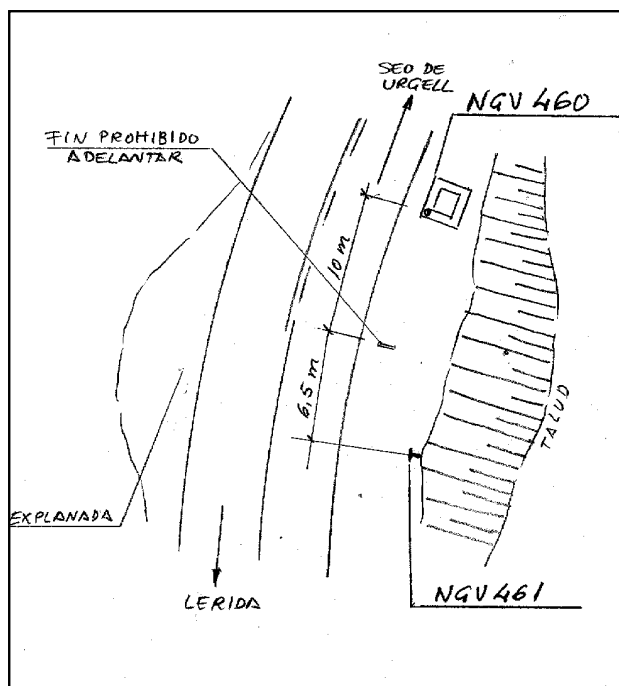 SEO DE
URGELL
NGV 460
FIN PROHIBIDO
ADELANTAR
10 m
6,5 m
TALUD
EXPLANADA
LERIDA
NGV 461